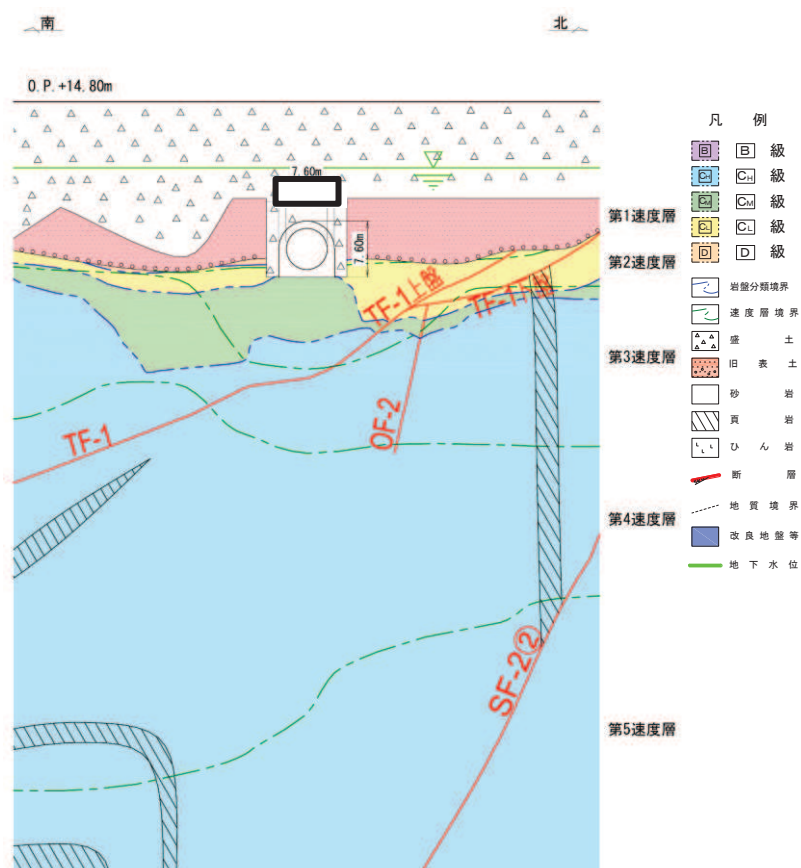 南
北
O.P.+14.80m
7.60m
7.60m
TF-1上盤
TF-1上盤
TF-1
OF-2
SF-2②
第1速度層
第2速度層
第3速度層
第4速度層
第5速度層
凡 例
B B 級
CH CH 級
CM CM 級
CL CL 級
D D 級
岩盤分類境界
速度層境界
盛土
旧表土
砂岩
頁岩
ひん岩
断層
地質境界
改良地盤等
地下水位